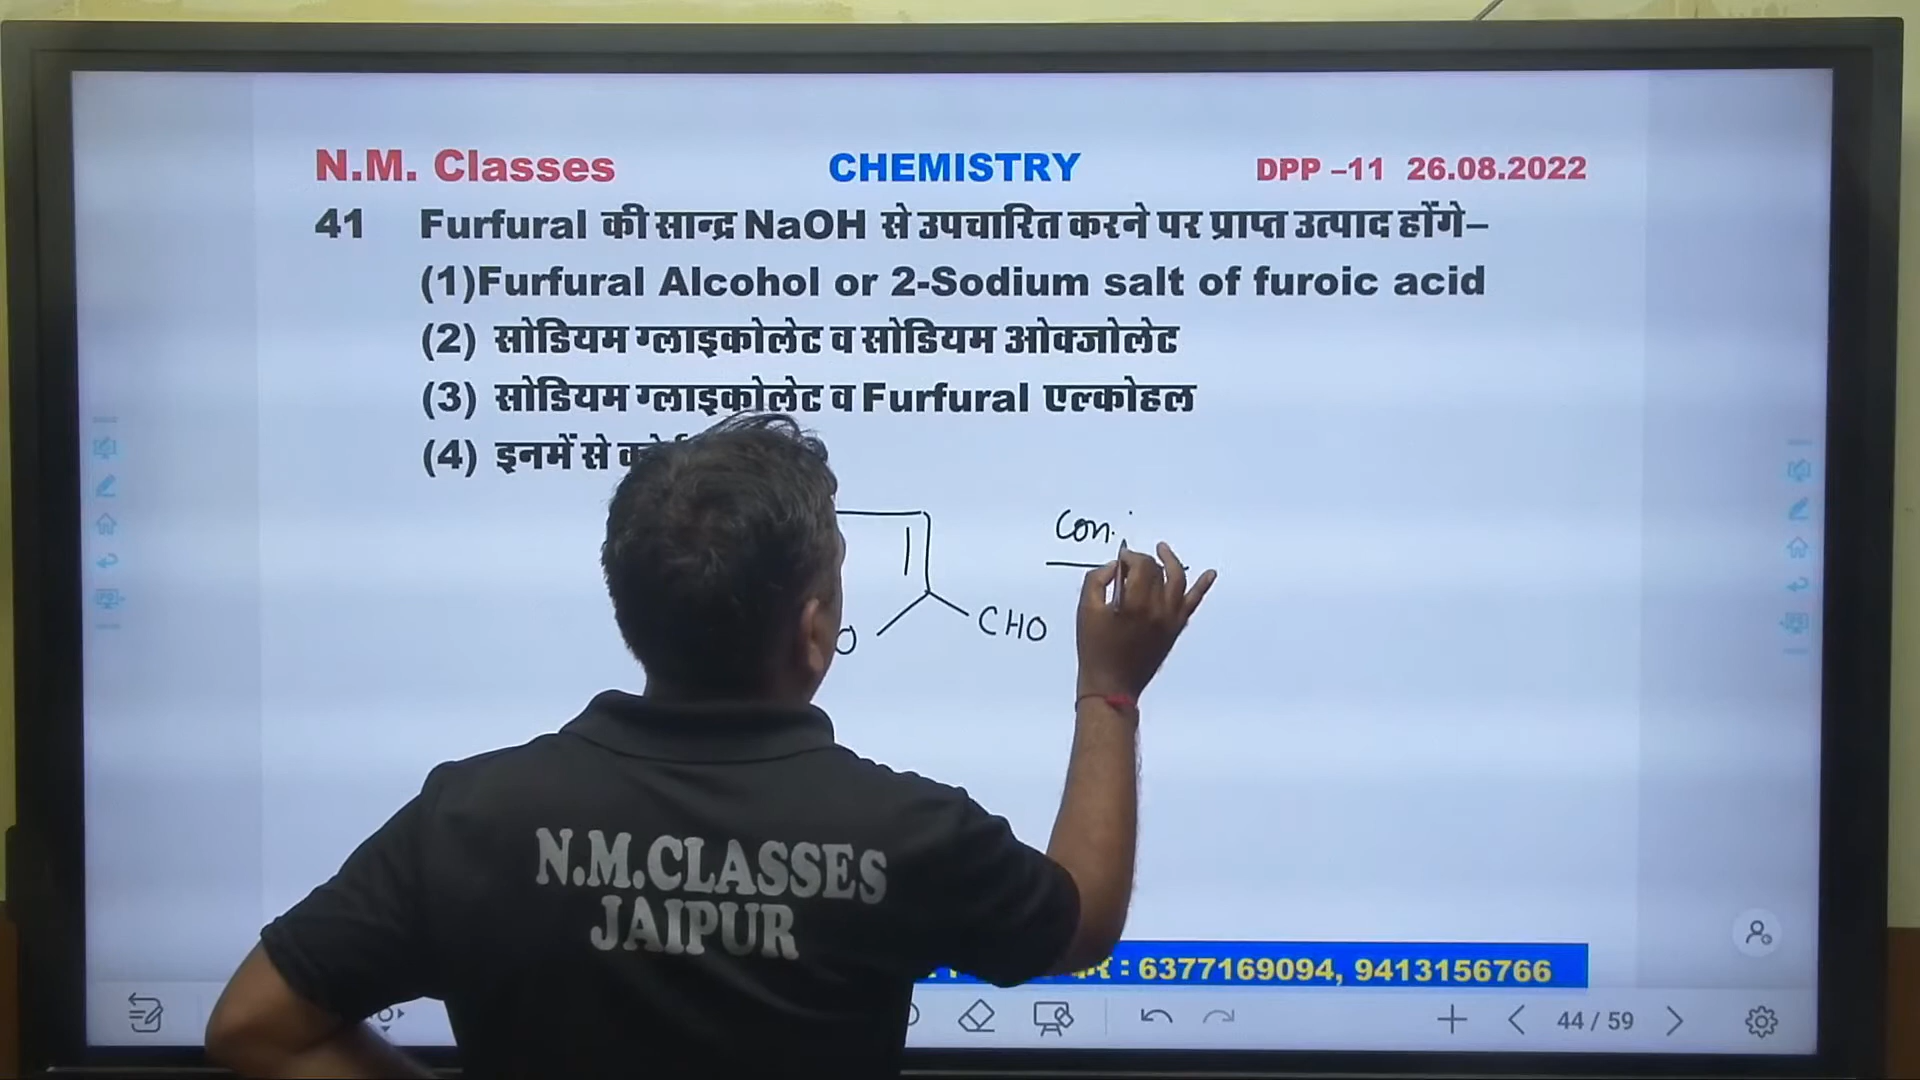 N.M. Classes CHEMISTRY DPP –11 26.08.2022
41 Furfural की सान्द्र NaOH से उपचारित करने पर प्राप्त उत्पाद होंगे–
(1)Furfural Alcohol or 2-Sodium salt of furoic acid
(2) सोडियम ग्लाइकोलेट व सोडियम ओक्जोलेट
(3) सोडियम ग्लाइकोलेट व Furfural एल्कोहल
(4) इनमें से
Con.
O CHO
N.M.CLASSES
JAIPUR
: 6377169094, 9413156766
44 / 59